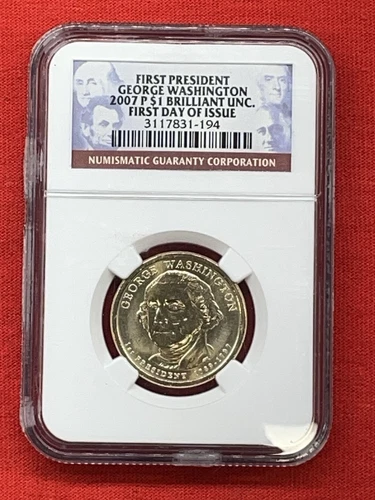 FIRST PRESIDENT
GEORGE WASHINGTON
2007 P $1 BRILLIANT UNC.
FIRST DAY OF ISSUE
3117831-194
NUMISMATIC GUARANTY CORPORATION
GEORGE WASHINGTON
1st PRESIDENT 1789-1797